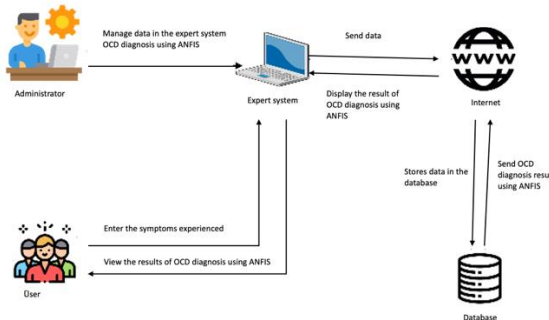 Manage data in the expert system
OCD diagnosis using ANFIS
Send data
WWW
Administrator
Expert system
Display the result of
OCD diagnosis using
ANFIS
Internet
Stores data in the
database
Send OCD
diagnosis resu
using ANFIS
Enter the symptoms experienced
View the results of OCD diagnosis using ANFIS
User
Database